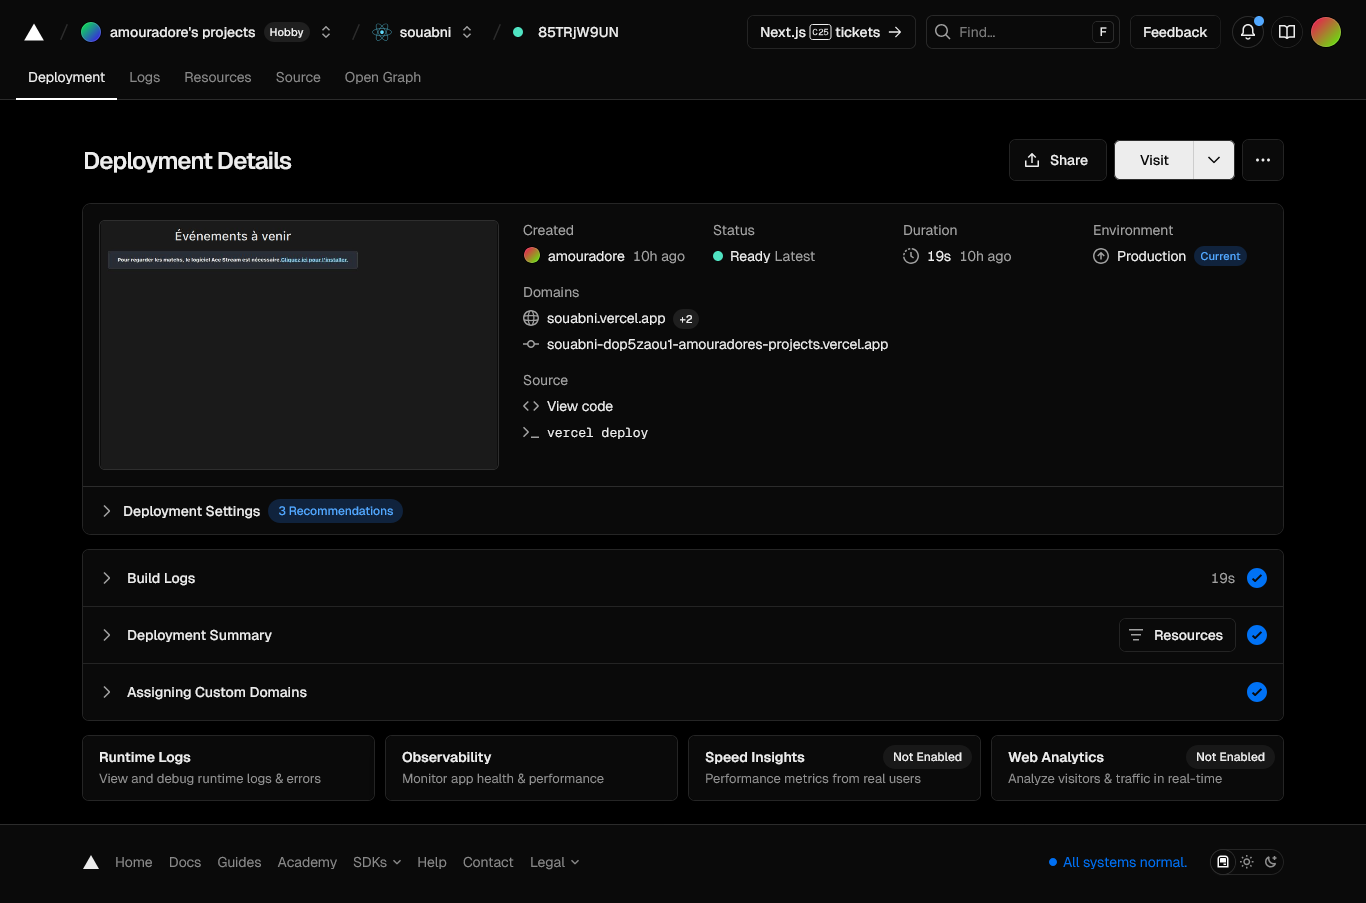 amouradore's projects Hobby
souabni
85TRjW9UN
Next.js C25 tickets →
Find...
F
Feedback
Deployment
Logs
Resources
Source
Open Graph
Deployment Details
Share
Visit
Événements à venir
Pour regarder les matchs, le logiciel Ace Stream est nécessaire.Cliquez ici pour l'installer.
Created
amouradore 10h ago
Status
Ready Latest
Duration
19s 10h ago
Environment
Production Current
Domains
souabni.vercel.app +2
souabni-dop5zaou1-amouradores-projects.vercel.app
Source
View code
vercel deploy
Deployment Settings 3 Recommendations
Build Logs 19s
Deployment Summary Resources
Assigning Custom Domains
Runtime Logs
View and debug runtime logs & errors
Observability
Monitor app health & performance
Speed Insights Not Enabled
Performance metrics from real users
Web Analytics Not Enabled
Analyze visitors & traffic in real-time
Home Docs Guides Academy SDKs Help Contact Legal
All systems normal.